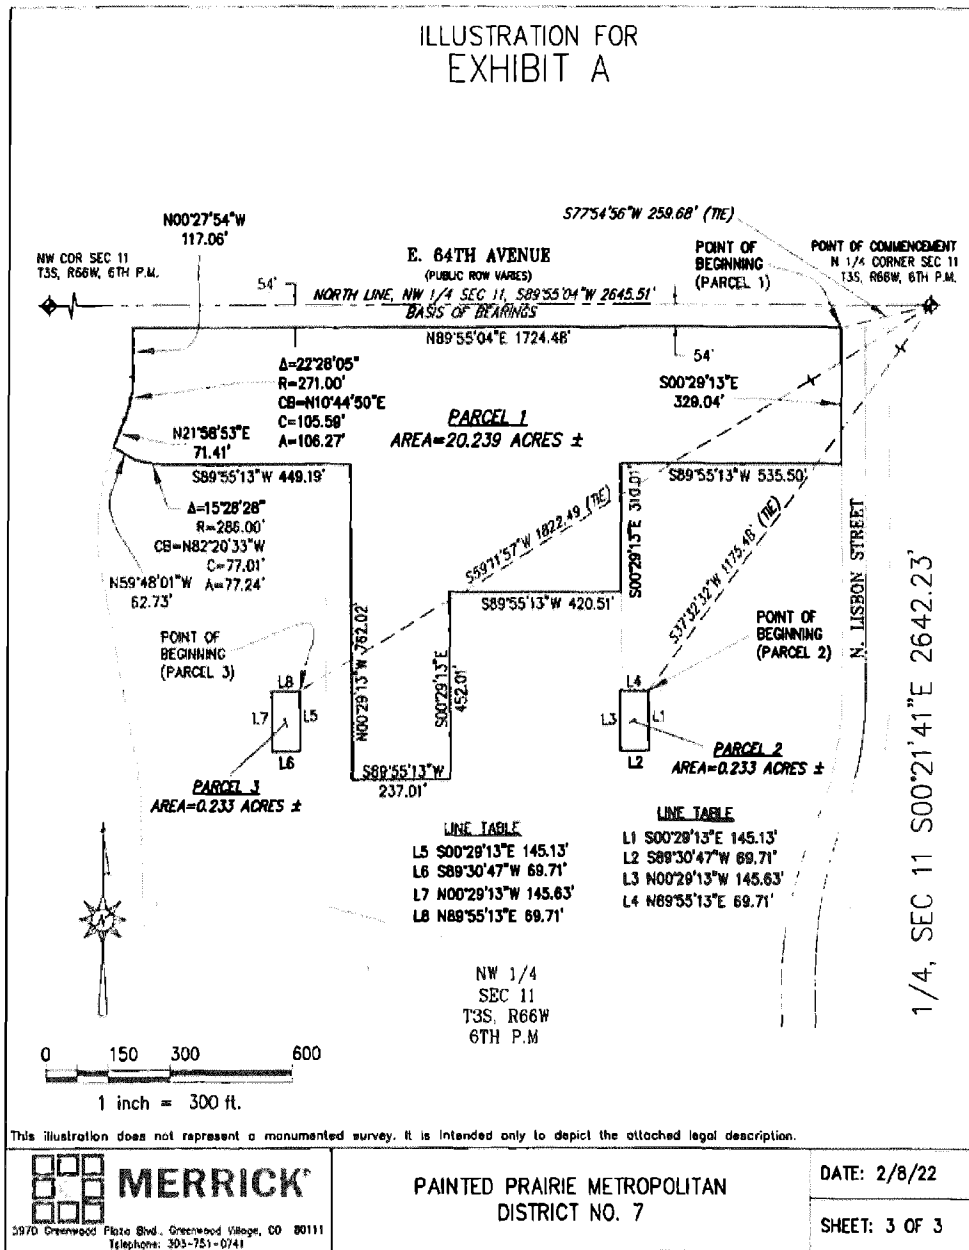 ILLUSTRATION FOR
EXHIBIT A
N00°27'54"W
117.06'
S77°54'56"W 259.68' (TIE)
NW COR SEC 11
T3S, R66W, 6TH P.M.
E. 64TH AVENUE
(PUBLIC ROW VARIES)
POINT OF
BEGINNING
(PARCEL 1)
POINT OF COMMENCEMENT
N 1/4 CORNER SEC 11
T3S, R66W, 6TH P.M.
54'
NORTH LINE, NW 1/4 SEC 11, S89°55'04"W 2645.51'
BASIS OF BEARINGS
N89°55'04"E 1724.48'
54'
Δ=22°28'05"
R=271.00'
CB=N10°44'50"E
C=105.59'
A=106.27'
S00°29'13"E
329.04'
PARCEL 1
AREA=20.239 ACRES ±
N21°58'53"E
71.41'
S89°55'13"W 449.19'
S89°55'13"W 535.50'
Δ=15°28'28"
R=286.00'
CB=N82°20'33"W
C=77.01'
A=77.24'
N59°48'01"W
62.73'
S00°29'13"E 310.01'
S59°11'57"W 1822.49 (TIE)
S37°32'32"W 1175.48' (TIE)
N. LISBON STREET
S89°55'13"W 420.51'
POINT OF
BEGINNING
(PARCEL 3)
POINT OF
BEGINNING
(PARCEL 2)
N00°29'13"W 762.02'
S00°29'13"E
452.01'
L8
L7
L5
L6
L4
L3
L1
L2
S89°55'13"W
237.01'
PARCEL 3
AREA=0.233 ACRES ±
PARCEL 2
AREA=0.233 ACRES ±
LINE TABLE
L5 S00°29'13"E 145.13'
L6 S89°30'47"W 69.71'
L7 N00°29'13"W 145.63'
L8 N89°55'13"E 69.71'
LINE TABLE
L1 S00°29'13"E 145.13'
L2 S89°30'47"W 69.71'
L3 N00°29'13"W 145.63'
L4 N89°55'13"E 69.71'
1/4, SEC 11 S00°21'41"E 2642.23'
N
NW 1/4
SEC 11
T3S, R66W
6TH P.M
0 150 300 600
1 inch = 300 ft.
This illustration does not represent a monumented survey. It is intended only to depict the attached legal description.
MERRICK
5970 Greenwood Plaza Blvd., Greenwood Village, CO 80111
Telephone: 303-751-0741
PAINTED PRAIRIE METROPOLITAN
DISTRICT NO. 7
DATE: 2/8/22
SHEET: 3 OF 3